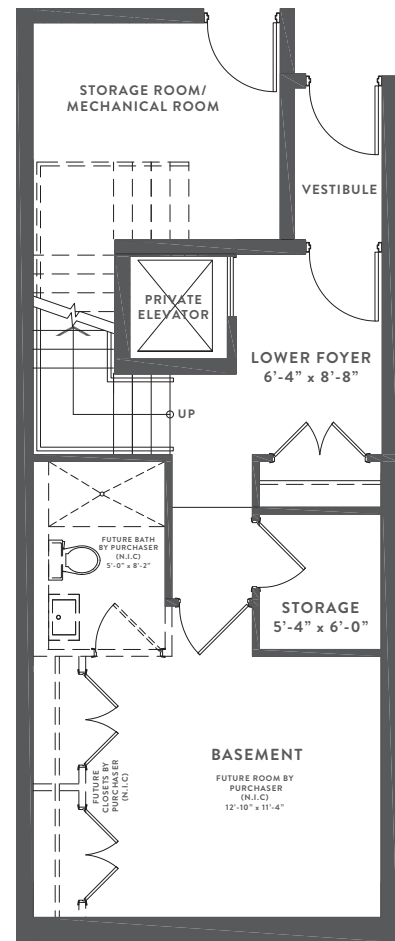 STORAGE ROOM/
MECHANICAL ROOM
VESTIBULE
PRIVATE
ELEVATOR
LOWER FOYER
6'-4" x 8'-8"
UP
FUTURE BATH
BY PURCHASER
(N.I.C)
5'-0" x 8'-2"
STORAGE
5'-4" x 6'-0"
BASEMENT
FUTURE ROOM BY
PURCHASER
(N.I.C)
12'-10" x 11'-4"
FUTURE
CLOSETS BY
PURCHASER
(N.I.C)